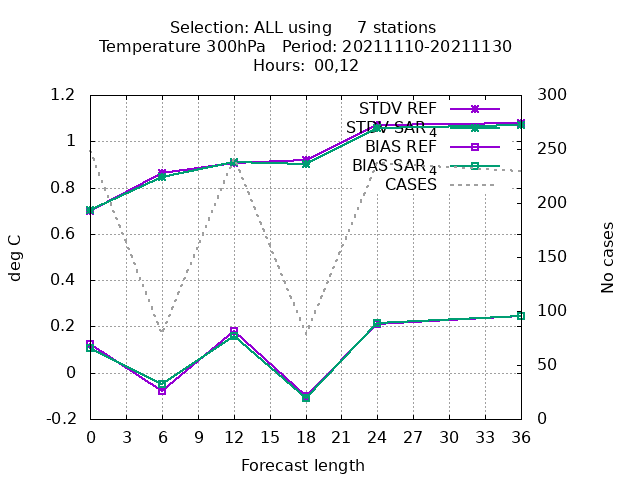 Selection: ALL using 7 stations
Temperature 300hPa Period: 20211110-20211130
Hours: 00,12
1.2
1
0.8
0.6
0.4
0.2
0
-0.2
deg C
STDV REF
STDV SAR4
BIAS REF
BIAS SAR4
CASES
300
250
200
150
100
50
0
No cases
0 3 6 9 12 15 18 21 24 27 30 33 36
Forecast length